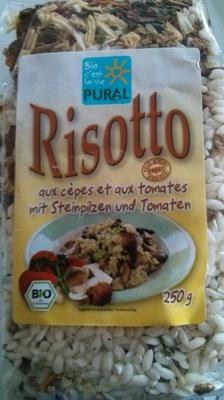 Bio
c'est
la vie
PURAL
Risotto
aux cèpes et aux tomates
mit Steinpilzen und Tomaten
BIO
250 g